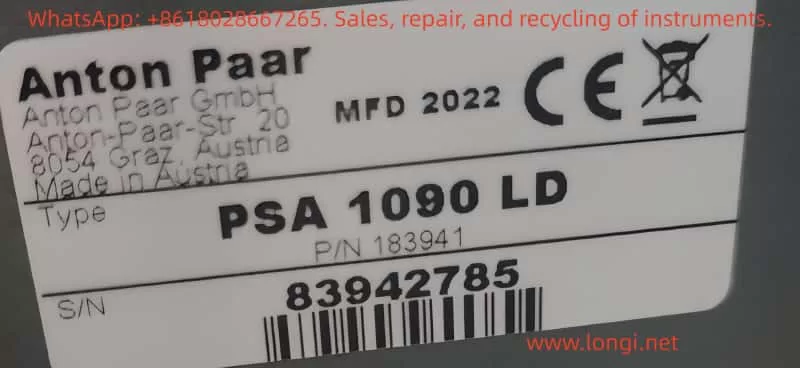 WhatsApp: +8618028667265. Sales, repair, and recycling of instruments.
Anton Paar
Anton Paar GmbH
Anton-Paar-Str 20
8054 Graz, Austria
Made in Austria
MFD 2022
CE
Type
PSA 1090 LD
P/N 183941
S/N
83942785
www.longi.net